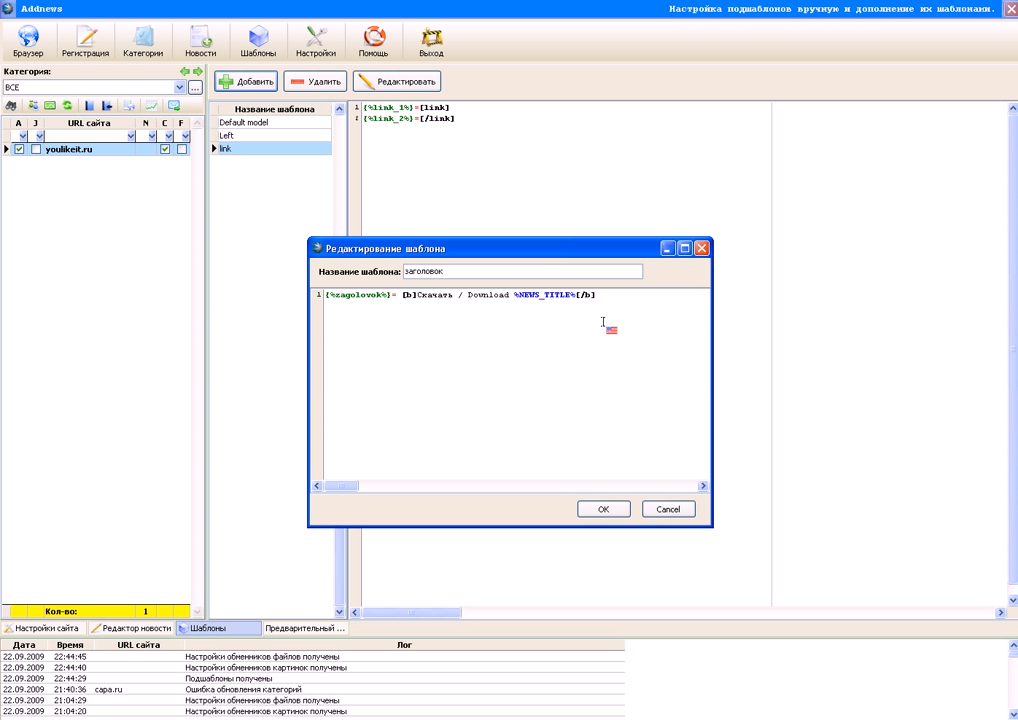 Addnews
Настройка подшаблонов вручную и дополнение их шаблонами.
Браузер Регистрация Категории Новости Шаблоны Настройки Помощь Выход
Категория:
ВСЕ
...
Добавить Удалить Редактировать
A J URL сайта N C F
youlikeit.ru
Название шаблона
Default model
Left
link
1 {%link_1%}=[link]
2 {%link_2%}=[/link]
Редактирование шаблона
Название шаблона: заголовок
1 {%zagolovok%}= [b]Скачать / Download %NEWS_TITLE%[/b]
OK Cancel
Кол-во: 1
Настройки сайта Редактор новости Шаблоны Предварительный ...
Дата Время URL сайта Лог
22.09.2009 22:44:45 Настройки обменников файлов получены
22.09.2009 22:44:40 Настройки обменников картинок получены
22.09.2009 22:44:29 Подшаблоны получены
22.09.2009 21:40:36 capa.ru Ошибка обновления категорий
22.09.2009 21:04:29 Настройки обменников файлов получены
22.09.2009 21:04:20 Настройки обменников картинок получены